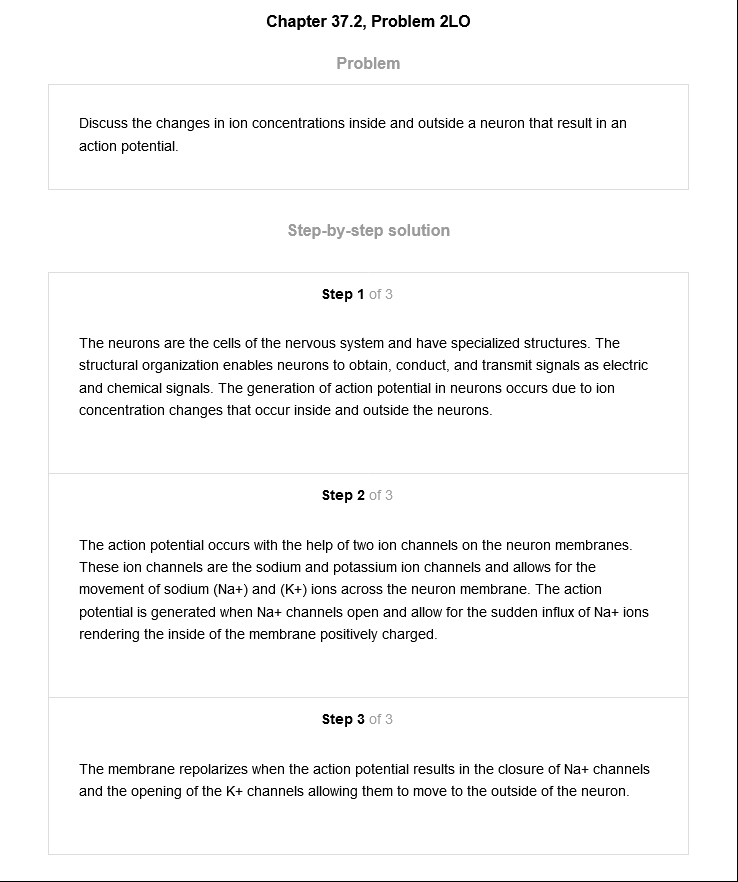 Chapter 37.2, Problem 2LO
Problem
Discuss the changes in ion concentrations inside and outside a neuron that result in an
action potential.
Step-by-step solution
Step 1 of 3
The neurons are the cells of the nervous system and have specialized structures. The
structural organization enables neurons to obtain, conduct, and transmit signals as electric
and chemical signals. The generation of action potential in neurons occurs due to ion
concentration changes that occur inside and outside the neurons.
Step 2 of 3
The action potential occurs with the help of two ion channels on the neuron membranes.
These ion channels are the sodium and potassium ion channels and allows for the
movement of sodium (Na+) and (K+) ions across the neuron membrane. The action
potential is generated when Na+ channels open and allow for the sudden influx of Na+ ions
rendering the inside of the membrane positively charged.
Step 3 of 3
The membrane repolarizes when the action potential results in the closure of Na+ channels
and the opening of the K+ channels allowing them to move to the outside of the neuron.